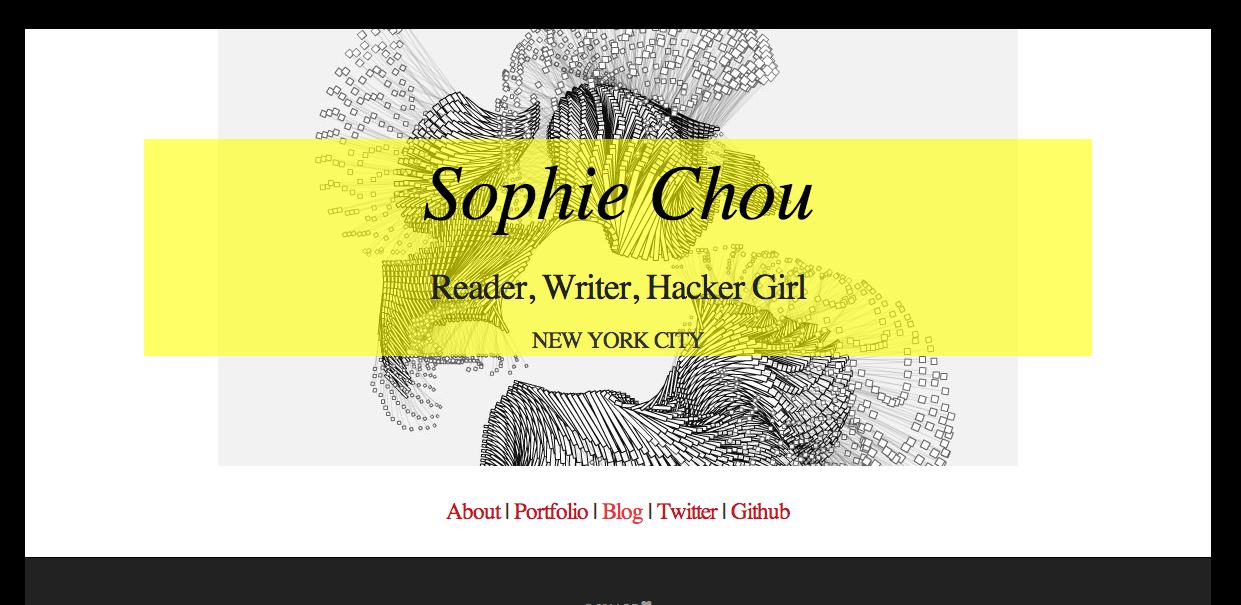 Sophie Chou
Reader, Writer, Hacker Girl
NEW YORK CITY
About | Portfolio | Blog | Twitter | Github